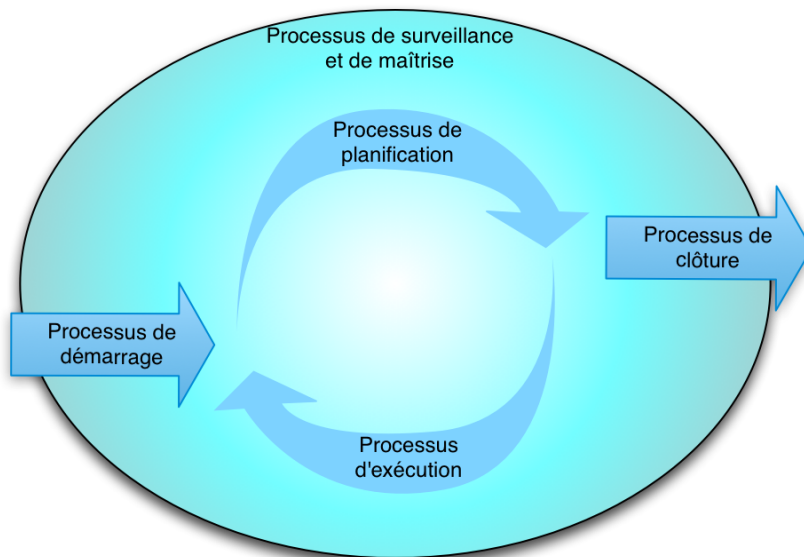 Processus de surveillance
et de maîtrise
Processus de
planification
Processus de
clôture
Processus de
démarrage
Processus
d'exécution